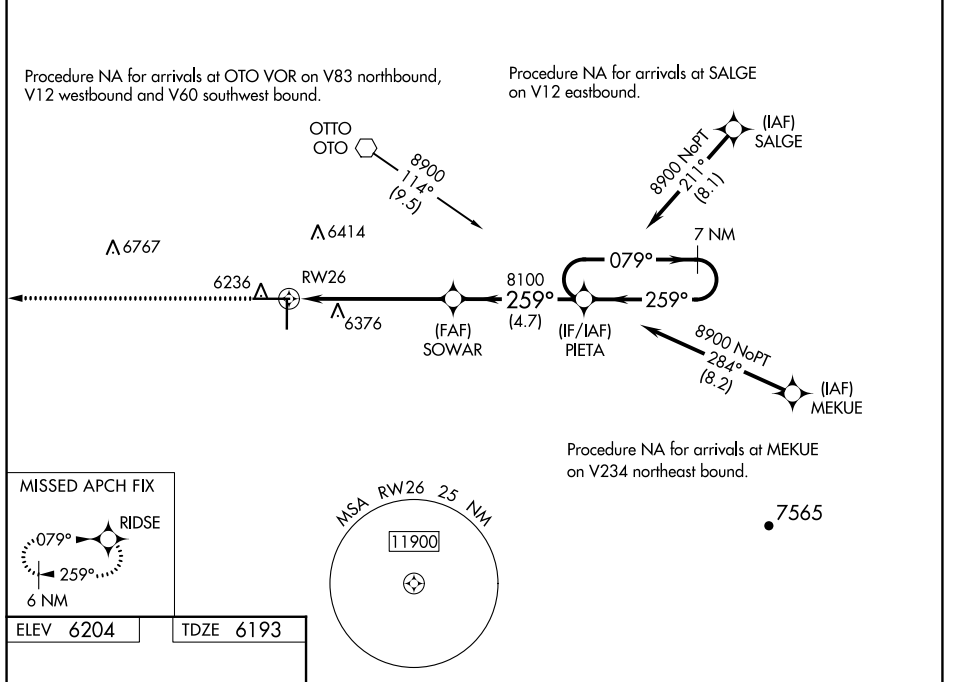 Procedure NA for arrivals at OTO VOR on V83 northbound,
V12 westbound and V60 southwest bound.
Procedure NA for arrivals at SALGE
on V12 eastbound.
OTTO
OTO
8900
114°
(9.5)
(IAF)
SALGE
8900 NoPT
211°
(8.1)
6767
6414
7 NM
079°
6236
RW26
8100
259°
(4.7)
259°
6376
(FAF)
SOWAR
(IF/IAF)
PIETA
8900 NoPT
284°
(8.2)
(IAF)
MEKUE
Procedure NA for arrivals at MEKUE
on V234 northeast bound.
7565
MISSED APCH FIX
RIDSE
079°
259°
6 NM
MSA RW26 25 NM
11900
ELEV 6204
TDZE 6193